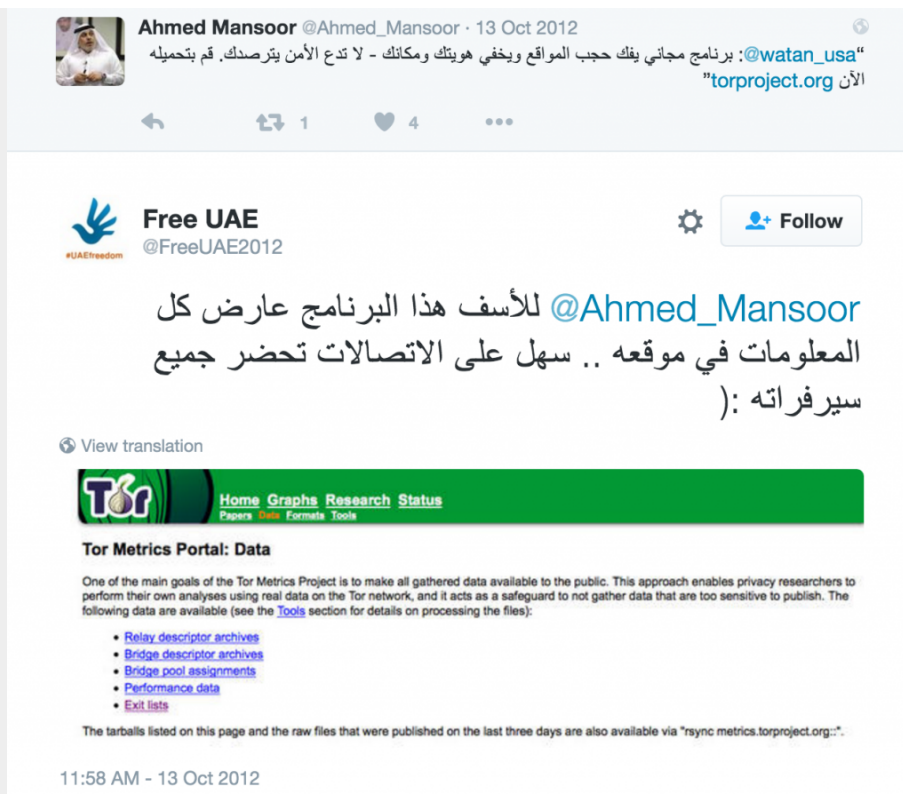 Ahmed Mansoor @Ahmed_Mansoor · 13 Oct 2012
“@watan_usa: برنامج مجاني يفك حجب المواقع ويخفي هويتك ومكانك - لا تدع الأمن يترصدك. قم بتحميله
الآن torproject.org”
1 4
Free UAE
@FreeUAE2012
#UAEfreedom
Follow
@Ahmed_Mansoor للأسف هذا البرنامج عارض كل
المعلومات في موقعه .. سهل على الاتصالات تحضر جميع
سيرفراته :(
View translation
Tor
Home Graphs Research Status
Papers Data Formats Tools
Tor Metrics Portal: Data
One of the main goals of the Tor Metrics Project is to make all gathered data available to the public. This approach enables privacy researchers to
perform their own analyses using real data on the Tor network, and it acts as a safeguard to not gather data that are too sensitive to publish. The
following data are available (see the Tools section for details on processing the files):
• Relay descriptor archives
• Bridge descriptor archives
• Bridge pool assignments
• Performance data
• Exit lists
The tarballs listed on this page and the raw files that were published on the last three days are also available via "rsync metrics.torproject.org::".
11:58 AM - 13 Oct 2012